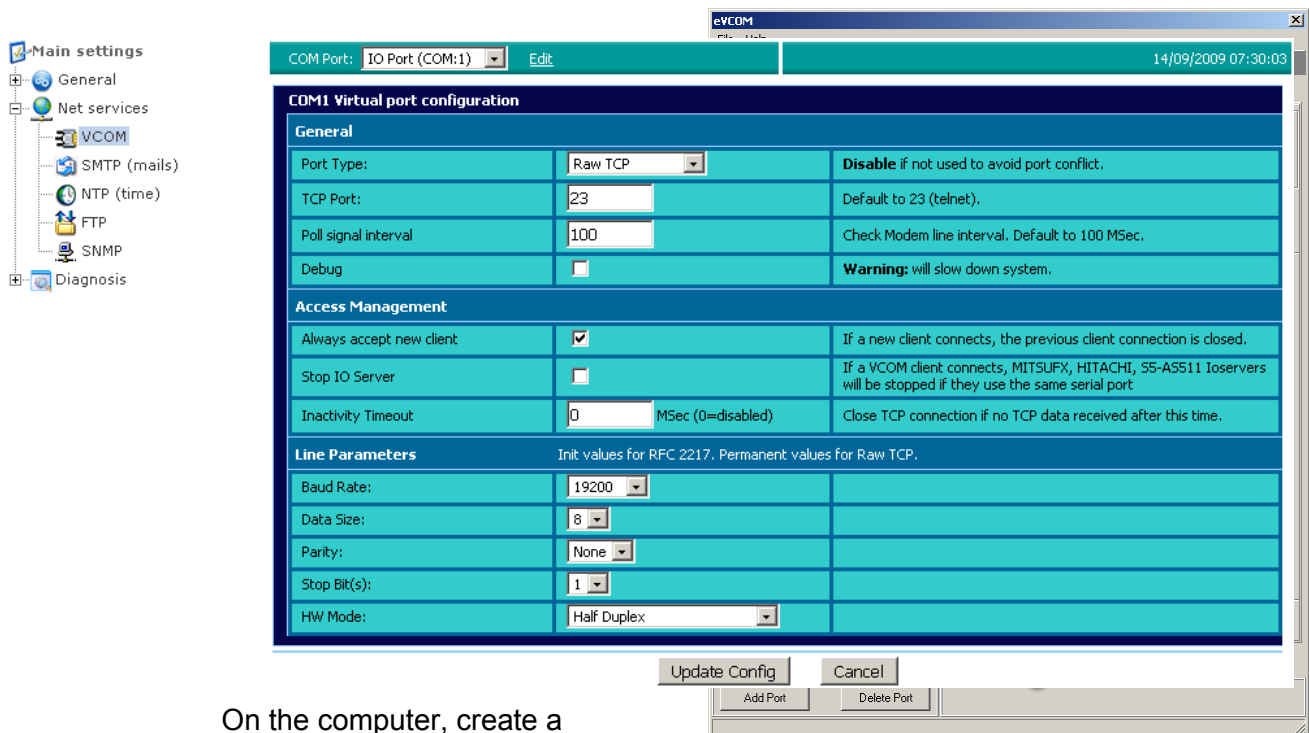 eVCOM
Main settings
General
Net services
VCOM
SMTP (mails)
NTP (time)
FTP
SNMP
Diagnosis
COM Port: IO Port (COM:1) Edit 14/09/2009 07:30:03
COM1 Virtual port configuration
General
Port Type: Raw TCP Disable if not used to avoid port conflict.
TCP Port: 23 Default to 23 (telnet).
Poll signal interval 100 Check Modem line interval. Default to 100 MSec.
Debug Warning: will slow down system.
Access Management
Always accept new client If a new client connects, the previous client connection is closed.
Stop IO Server If a VCOM client connects, MITSUFX, HITACHI, S5-AS511 Ioservers
will be stopped if they use the same serial port
Inactivity Timeout 0 MSec (0=disabled) Close TCP connection if no TCP data received after this time.
Line Parameters Init values for RFC 2217. Permanent values for Raw TCP.
Baud Rate: 19200
Data Size: 8
Parity: None
Stop Bit(s): 1
HW Mode: Half Duplex
Update Config Cancel
Add Port Delete Port
On the computer, create a